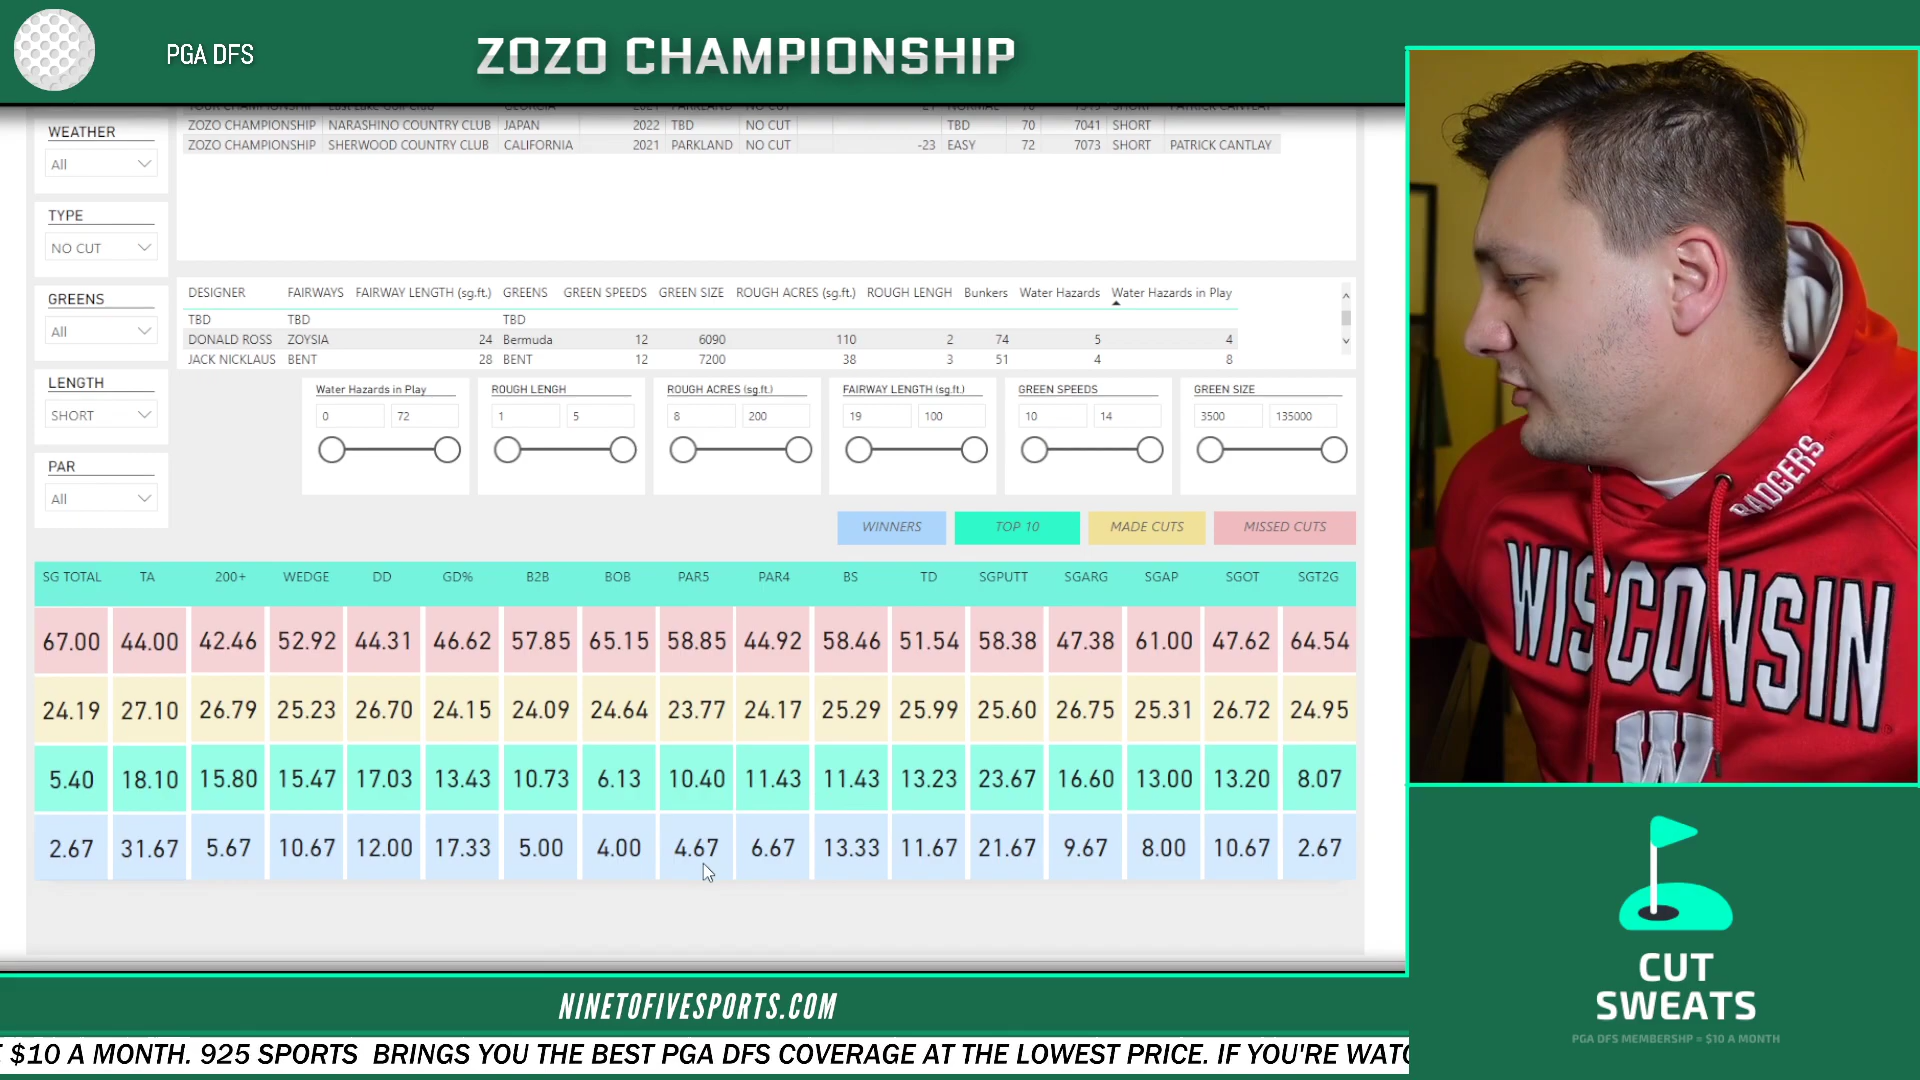 PGA DFS
ZOZO CHAMPIONSHIP
WEATHER
All
TYPE
NO CUT
GREENS
All
LENGTH
SHORT
PAR
All
ZOZO CHAMPIONSHIP NARASHINO COUNTRY CLUB JAPAN 2022 TBD NO CUT TBD 70 7041 SHORT
ZOZO CHAMPIONSHIP SHERWOOD COUNTRY CLUB CALIFORNIA 2021 PARKLAND NO CUT -23 EASY 72 7073 SHORT PATRICK CANTLAY
DESIGNER FAIRWAYS FAIRWAY LENGTH (sq.ft.) GREENS GREEN SPEEDS GREEN SIZE ROUGH ACRES (sq.ft.) ROUGH LENGH Bunkers Water Hazards Water Hazards in Play
TBD TBD TBD
DONALD ROSS ZOYSIA 24 Bermuda 12 6090 110 2 74 5 4
JACK NICKLAUS BENT 28 BENT 12 7200 38 3 51 4 8
Water Hazards in Play ROUGH LENGH ROUGH ACRES (sq.ft.) FAIRWAY LENGTH (sq.ft.) GREEN SPEEDS GREEN SIZE
0 72 1 5 8 200 19 100 10 14 3500 135000
WINNERS TOP 10 MADE CUTS MISSED CUTS
SG TOTAL TA 200+ WEDGE DD GD% B2B BOB PAR5 PAR4 BS TD SGPUTT SGARG SGAP SGOT SGT2G
67.00 44.00 42.46 52.92 44.31 46.62 57.85 65.15 58.85 44.92 58.46 51.54 58.38 47.38 61.00 47.62 64.54
24.19 27.10 26.79 25.23 26.70 24.15 24.09 24.64 23.77 24.17 25.29 25.99 25.60 26.75 25.31 26.72 24.95
5.40 18.10 15.80 15.47 17.03 13.43 10.73 6.13 10.40 11.43 11.43 13.23 23.67 16.60 13.00 13.20 8.07
2.67 31.67 5.67 10.67 12.00 17.33 5.00 4.00 4.67 6.67 13.33 11.67 21.67 9.67 8.00 10.67 2.67
BADGERS
WISCONSIN
W
CUT
SWEATS
PGA DFS MEMBERSHP = $10 A MONTH
NINETOFIVESPORTS.COM
$10 A MONTH. 925 SPORTS BRINGS YOU THE BEST PGA DFS COVERAGE AT THE LOWEST PRICE. IF YOU'RE